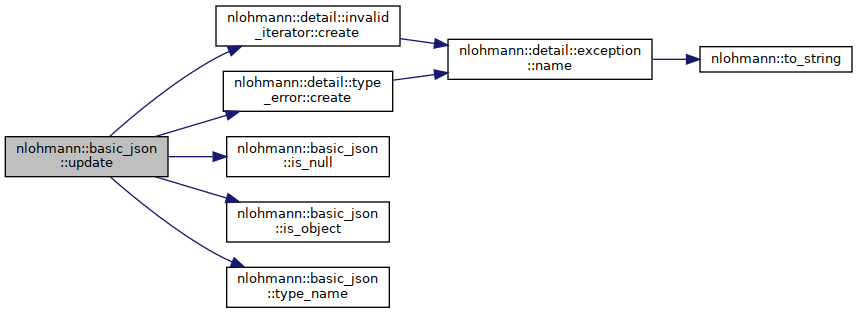 nlohmann::detail::invalid
_iterator::create
nlohmann::detail::exception
::name
nlohmann::to_string
nlohmann::detail::type
_error::create
nlohmann::basic_json
::update
nlohmann::basic_json
::is_null
nlohmann::basic_json
::is_object
nlohmann::basic_json
::type_name